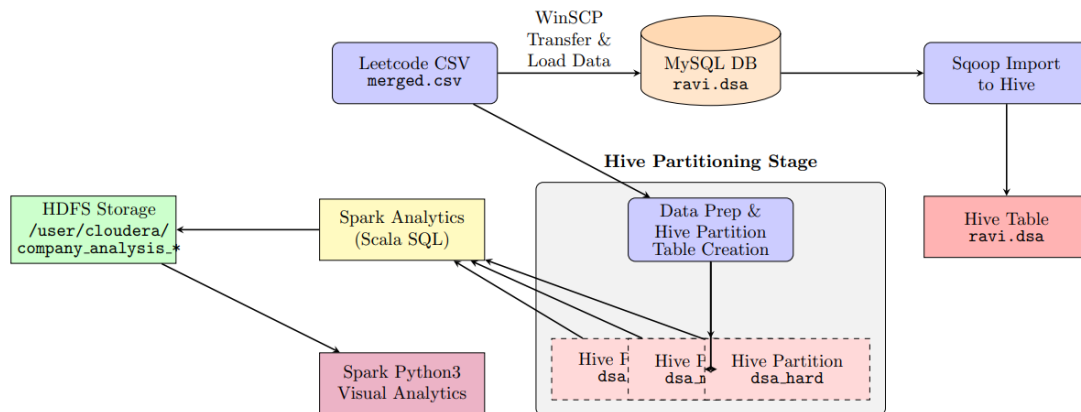 WinSCP
Transfer &
Load Data
Leetcode CSV
merged.csv
MySQL DB
ravi.dsa
Sqoop Import
to Hive
Hive Partitioning Stage
HDFS Storage
/user/cloudera/
company_analysis_*
Spark Analytics
(Scala SQL)
Data Prep &
Hive Partition
Table Creation
Hive Table
ravi.dsa
Hive
Hive
Hive Partition
dsa_hard
Spark Python3
Visual Analytics